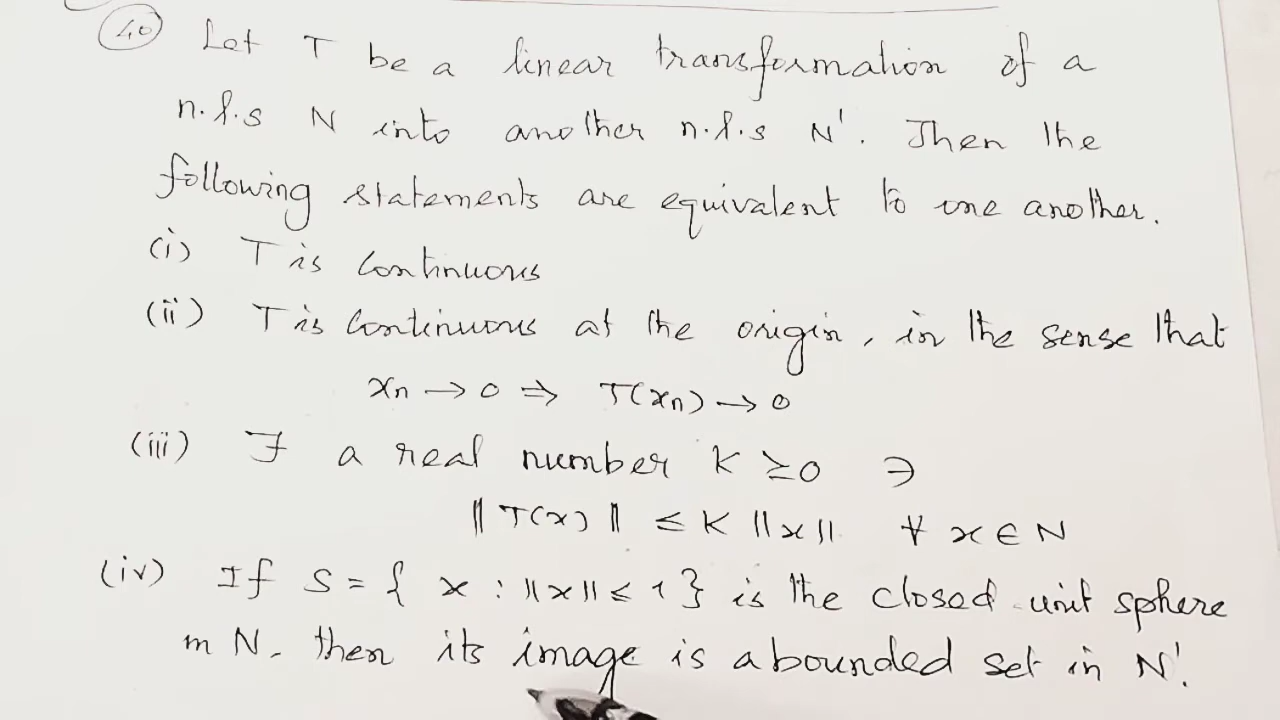 40 Let T be a linear transformation of a
n.l.s N into another n.l.s N'. Then the
following statements are equivalent to one another.
(i) T is continuous
(ii) T is continuous at the origin, in the sense that
xn → 0 ⇒ T(xn) → 0
(iii) ∃ a real number K ≥ 0 ∋
‖T(x)‖ ≤ K ‖x‖ ∀ x ∈ N
(iv) If S = { x : ‖x‖ ≤ 1 } is the closed unit sphere
in N, then its image is a bounded set in N'.